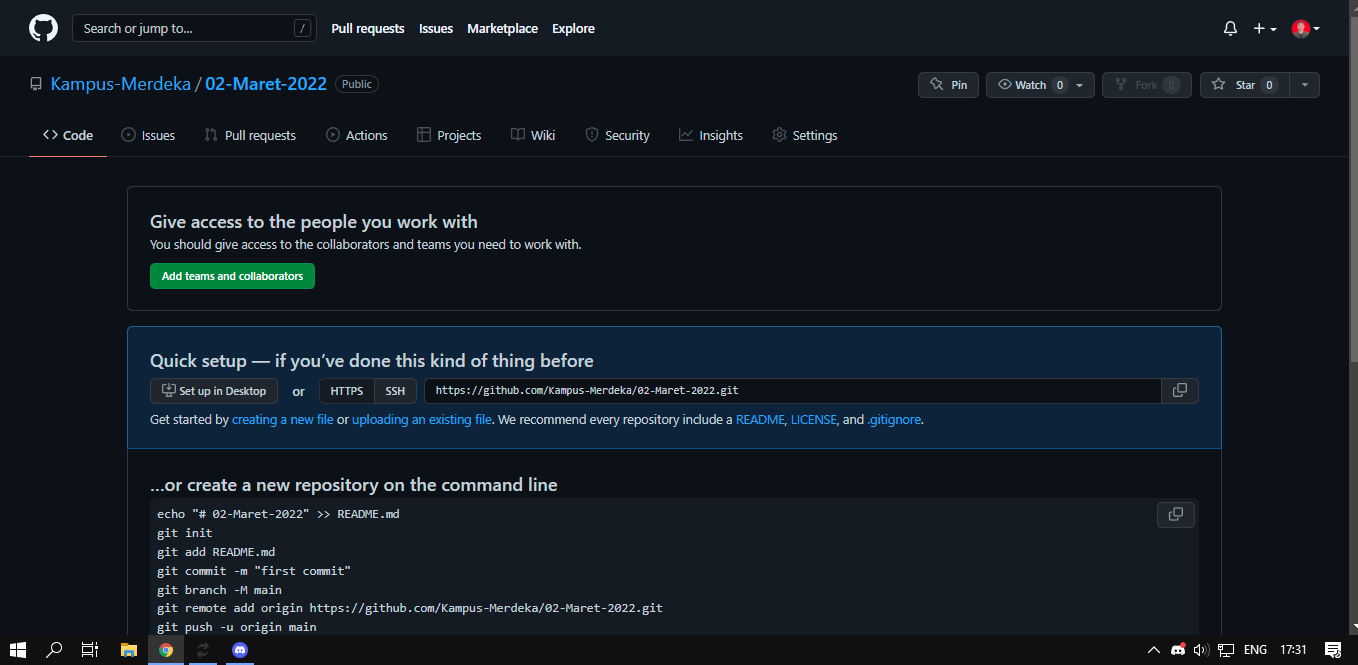 Search or jump to... /
Pull requests Issues Marketplace Explore
Kampus-Merdeka / 02-Maret-2022 Public
Pin Watch 0 Fork 0 Star 0
Code Issues Pull requests Actions Projects Wiki Security Insights Settings
Give access to the people you work with
You should give access to the collaborators and teams you need to work with.
Add teams and collaborators
Quick setup — if you’ve done this kind of thing before
Set up in Desktop or HTTPS SSH https://github.com/Kampus-Merdeka/02-Maret-2022.git
Get started by creating a new file or uploading an existing file. We recommend every repository include a README, LICENSE, and .gitignore.
…or create a new repository on the command line
echo "# 02-Maret-2022" >> README.md
git init
git add README.md
git commit -m "first commit"
git branch -M main
git remote add origin https://github.com/Kampus-Merdeka/02-Maret-2022.git
git push -u origin main
ENG 17:31